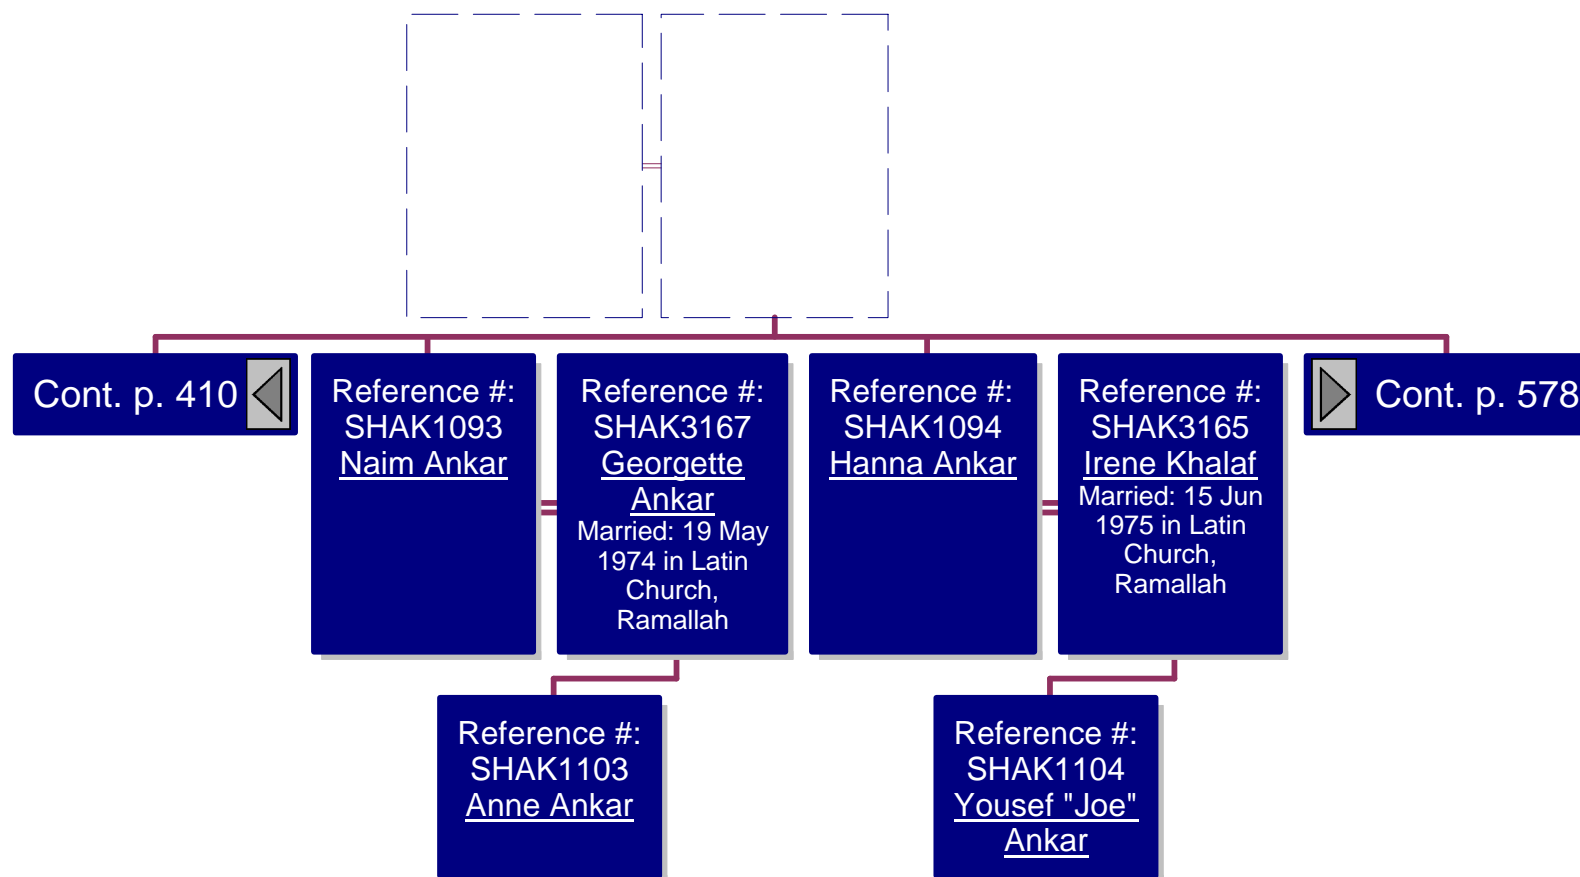 Cont. p. 410
Reference #:
SHAK1093
Naim Ankar
Reference #:
SHAK3167
Georgette
Ankar
Married: 19 May
1974 in Latin
Church,
Ramallah
Reference #:
SHAK1094
Hanna Ankar
Reference #:
SHAK3165
Irene Khalaf
Married: 15 Jun
1975 in Latin
Church,
Ramallah
Cont. p. 578
Reference #:
SHAK1103
Anne Ankar
Reference #:
SHAK1104
Yousef "Joe"
Ankar